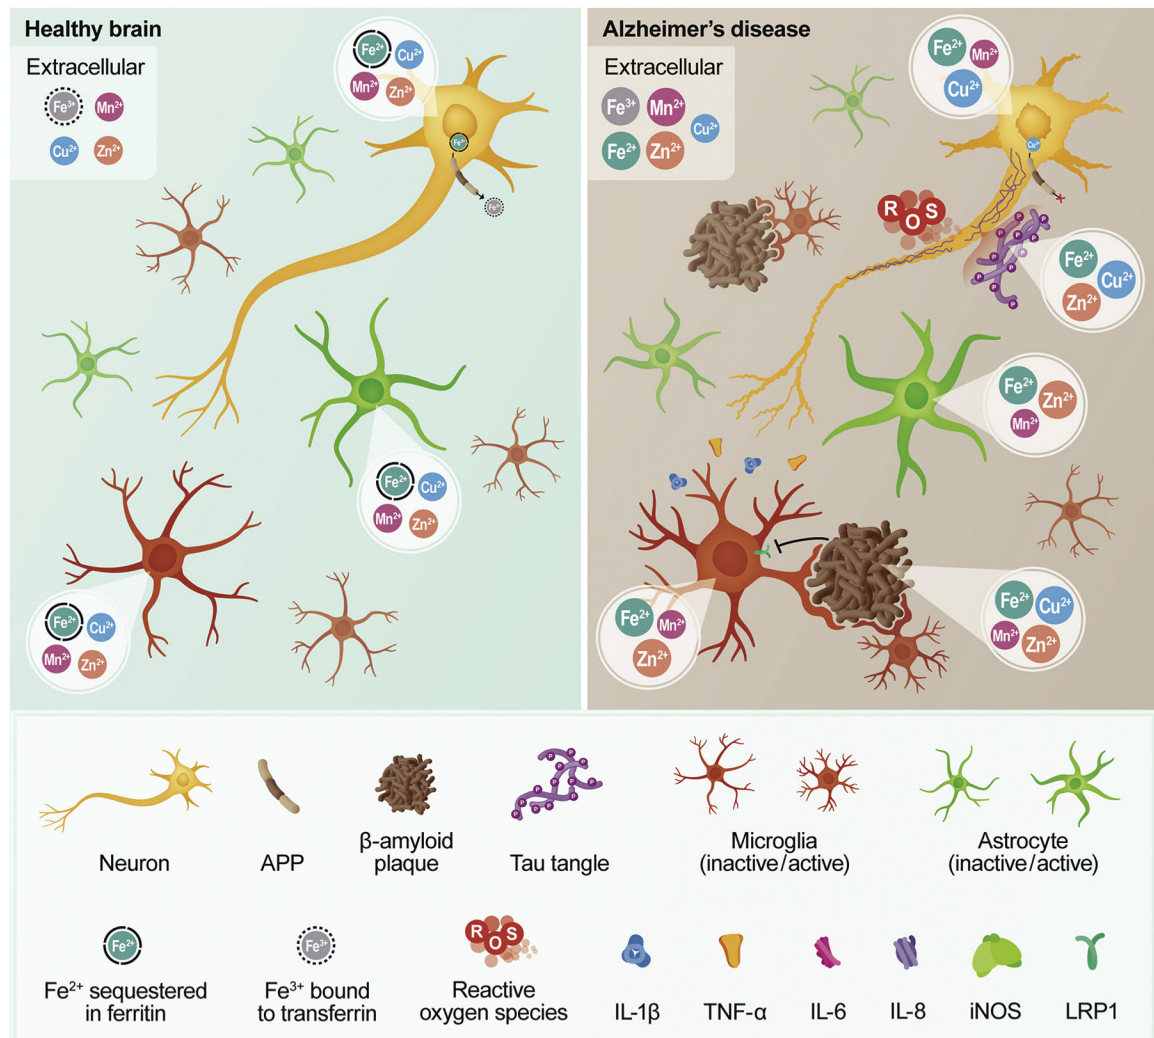 Healthy brain
Extracellular
Fe³⁺ Mn²⁺
Cu²⁺ Zn²⁺
Fe²⁺ Cu²⁺
Mn²⁺ Zn²⁺
Fe²⁺
Fe³⁺
Fe²⁺ Cu²⁺
Mn²⁺ Zn²⁺
Fe²⁺ Cu²⁺
Mn²⁺ Zn²⁺
Alzheimer’s disease
Extracellular
Fe³⁺ Mn²⁺
Cu²⁺
Fe²⁺ Zn²⁺
Fe²⁺ Mn²⁺
Cu²⁺
Cu²⁺
R O S
P P P P P P P P P
Fe²⁺
Cu²⁺
Zn²⁺
Fe²⁺
Zn²⁺
Mn²⁺
Fe²⁺ Mn²⁺
Zn²⁺
Fe²⁺ Cu²⁺
Mn²⁺ Zn²⁺
P P P P P P P P P
Neuron
APP
β-amyloid
plaque
Tau tangle
Microglia
(inactive/active)
Astrocyte
(inactive/active)
Fe²⁺
Fe²⁺ sequestered
in ferritin
Fe³⁺
Fe³⁺ bound
to transferrin
R O S
Reactive
oxygen species
IL-1β
TNF-α
IL-6
IL-8
iNOS
LRP1